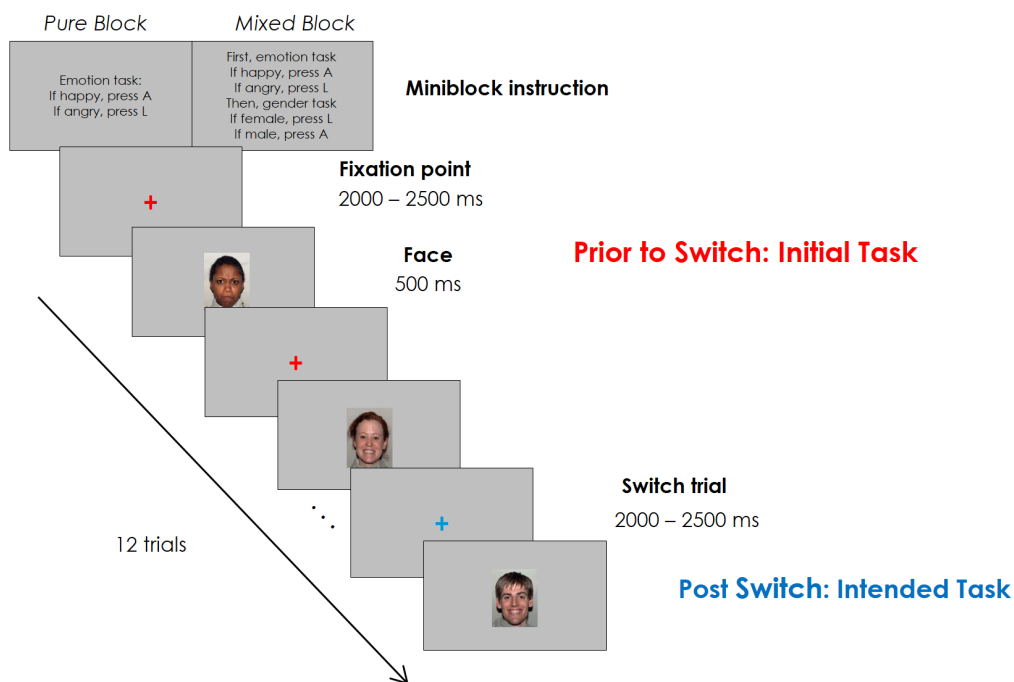 Pure Block
Mixed Block
Emotion task:
If happy, press A
If angry, press L
First, emotion task
If happy, press A
If angry, press L
Then, gender task
If female, press L
If male, press A
Miniblock instruction
Fixation point
2000 – 2500 ms
Face
500 ms
Prior to Switch: Initial Task
Switch trial
2000 – 2500 ms
12 trials
Post Switch: Intended Task